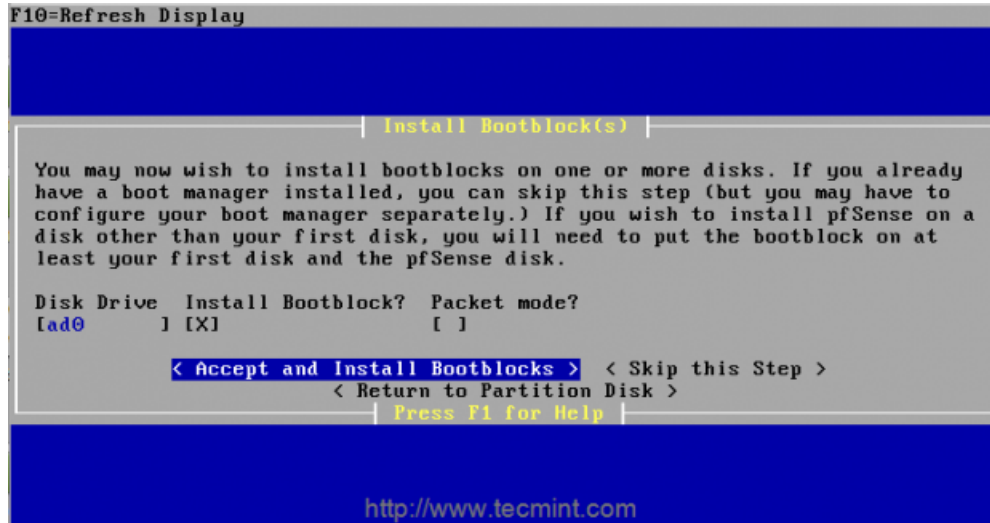 F10=Refresh Display
Install Bootblock(s)
You may now wish to install bootblocks on one or more disks. If you already
have a boot manager installed, you can skip this step (but you may have to
configure your boot manager separately.) If you wish to install pfSense on a
disk other than your first disk, you will need to put the bootblock on at
least your first disk and the pfSense disk.
Disk Drive Install Bootblock? Packet mode?
[ad0 ] [X] [ ]
< Accept and Install Bootblocks > < Skip this Step >
< Return to Partition Disk >
Press F1 for Help
http://www.tecmint.com